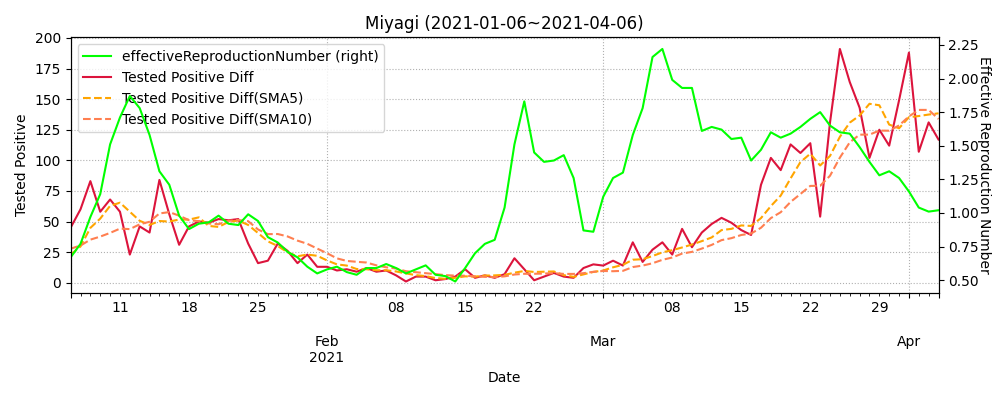 Miyagi (2021-01-06~2021-04-06)
effectiveReproductionNumber (right)
Tested Positive Diff
Tested Positive Diff(SMA5)
Tested Positive Diff(SMA10)
Tested Positive
200
175
150
125
100
75
50
25
0
2.25
2.00
1.75
1.50
1.25
1.00
0.75
0.50
Effective Reproduction Number
11 18 25 08 15 22 08 15 22 29
Feb Mar Apr
2021
Date